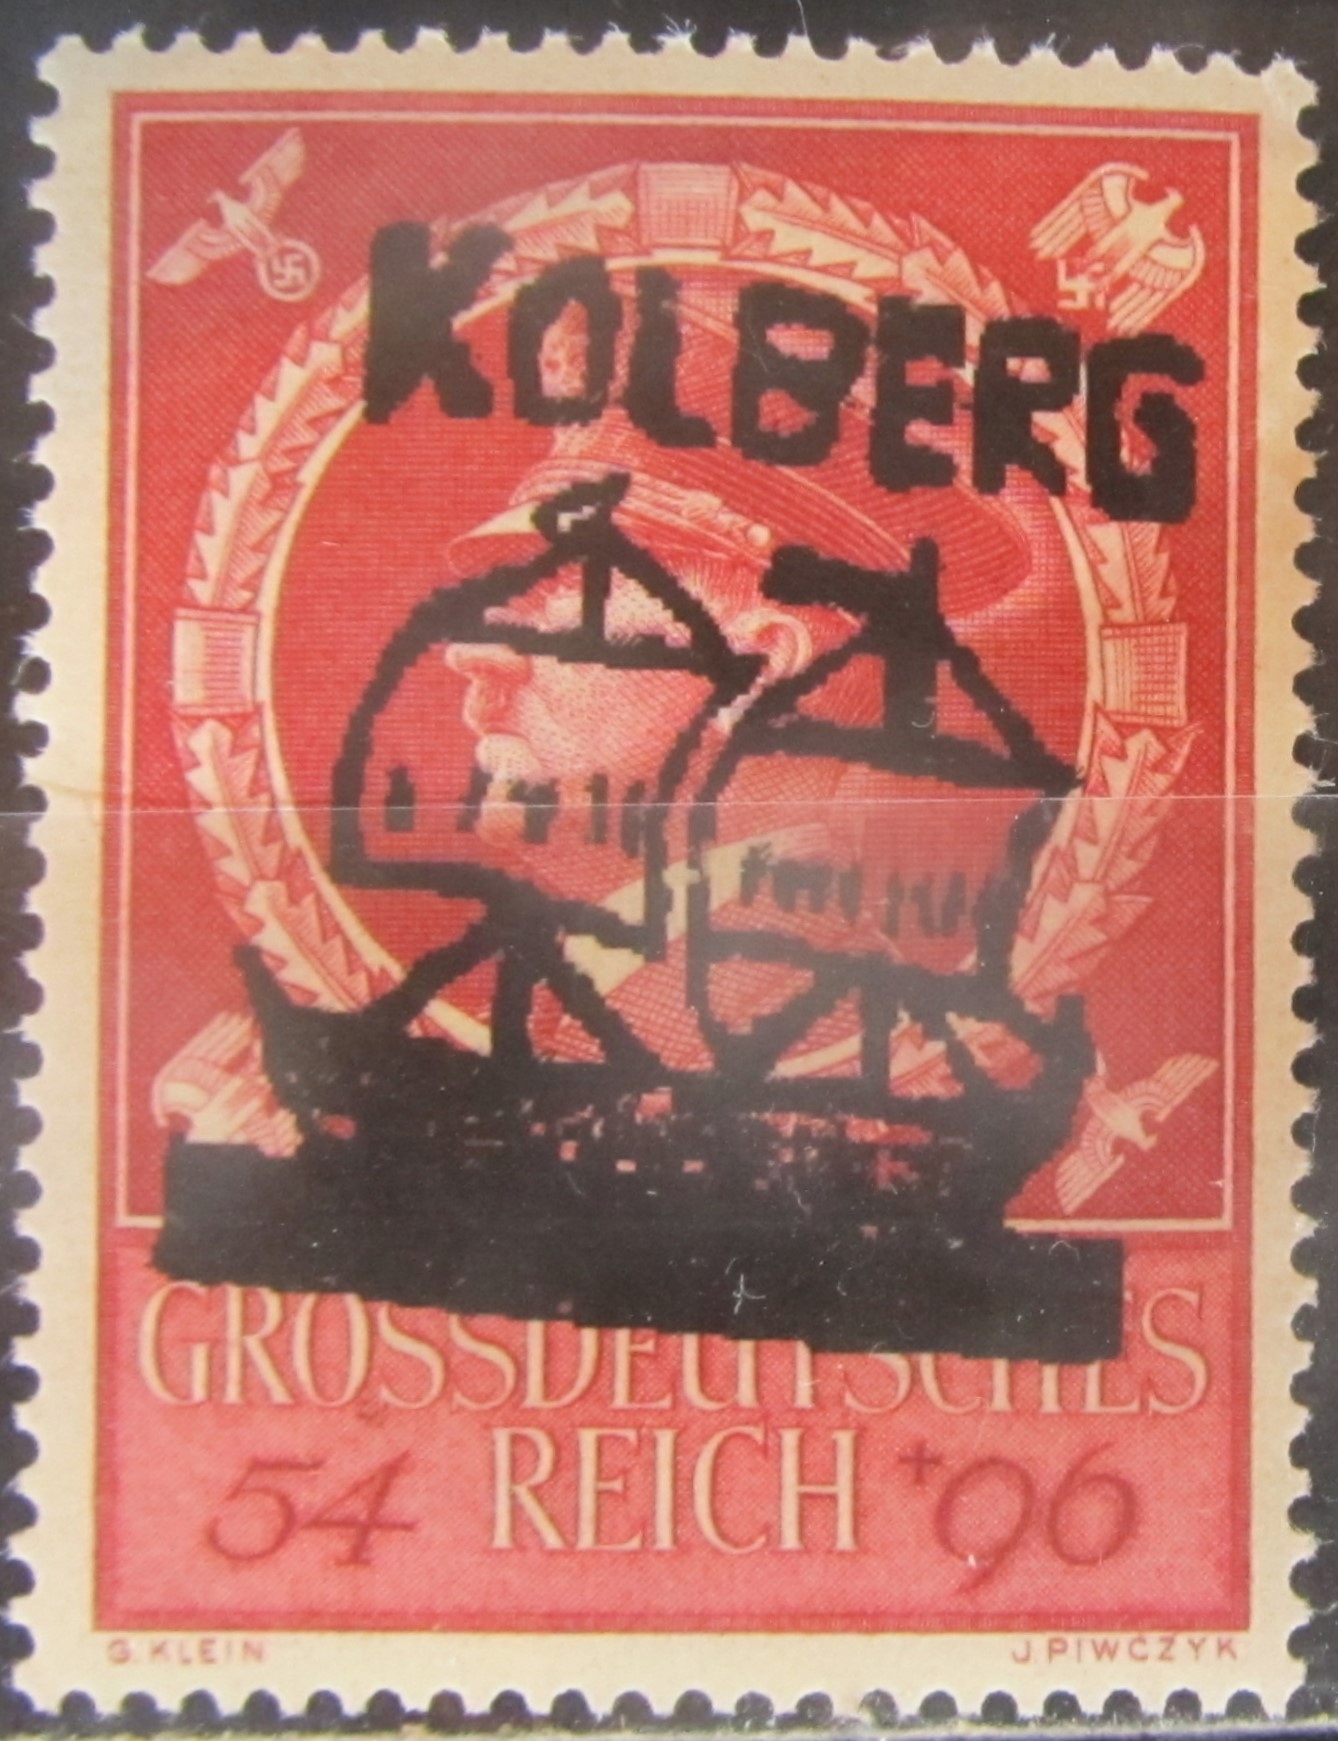 KOLBERG
GROSSDEUTSCHES
54 REICH +96
G. KLEIN J. PIWCZYK